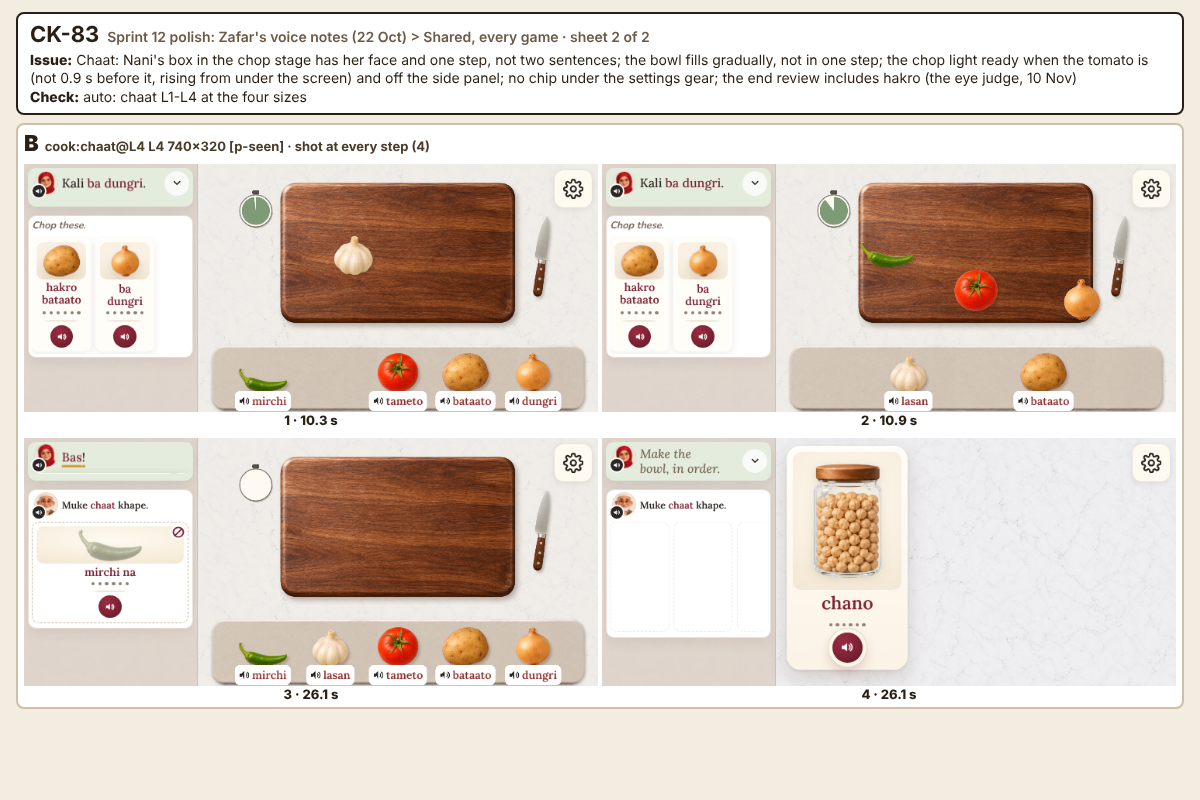 CK-83 Sprint 12 polish: Zafar's voice notes (22 Oct) > Shared, every game · sheet 2 of 2
Issue: Chaat: Nani's box in the chop stage has her face and one step, not two sentences; the bowl fills gradually, not in one step; the chop light ready when the tomato is
(not 0.9 s before it, rising from under the screen) and off the side panel; no chip under the settings gear; the end review includes hakro (the eye judge, 10 Nov)
Check: auto: chaat L1-L4 at the four sizes
B cook:chaat@L4 L4 740×320 [p-seen] · shot at every step (4)
Kali ba dungri.
Chop these.
hakro
bataato
ba
dungri
mirchi
tameto
bataato
dungri
1 · 10.3 s
Kali ba dungri.
Chop these.
hakro
bataato
ba
dungri
lasan
bataato
2 · 10.9 s
Bas!
Muke chaat khape.
mirchi na
mirchi
lasan
tameto
bataato
dungri
3 · 26.1 s
Make the
bowl, in order.
Muke chaat khape.
chano
4 · 26.1 s